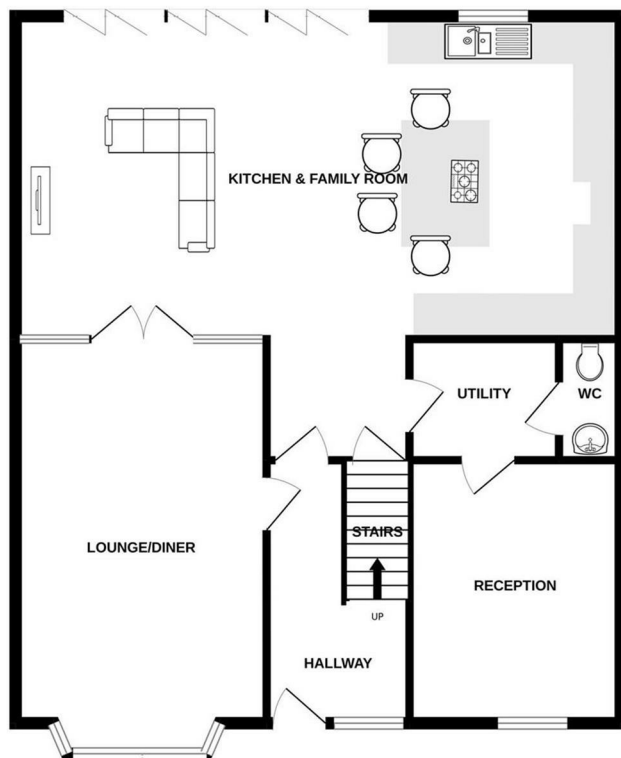 KITCHEN & FAMILY ROOM
UTILITY
WC
STAIRS
LOUNGE/DINER
RECEPTION
UP
HALLWAY